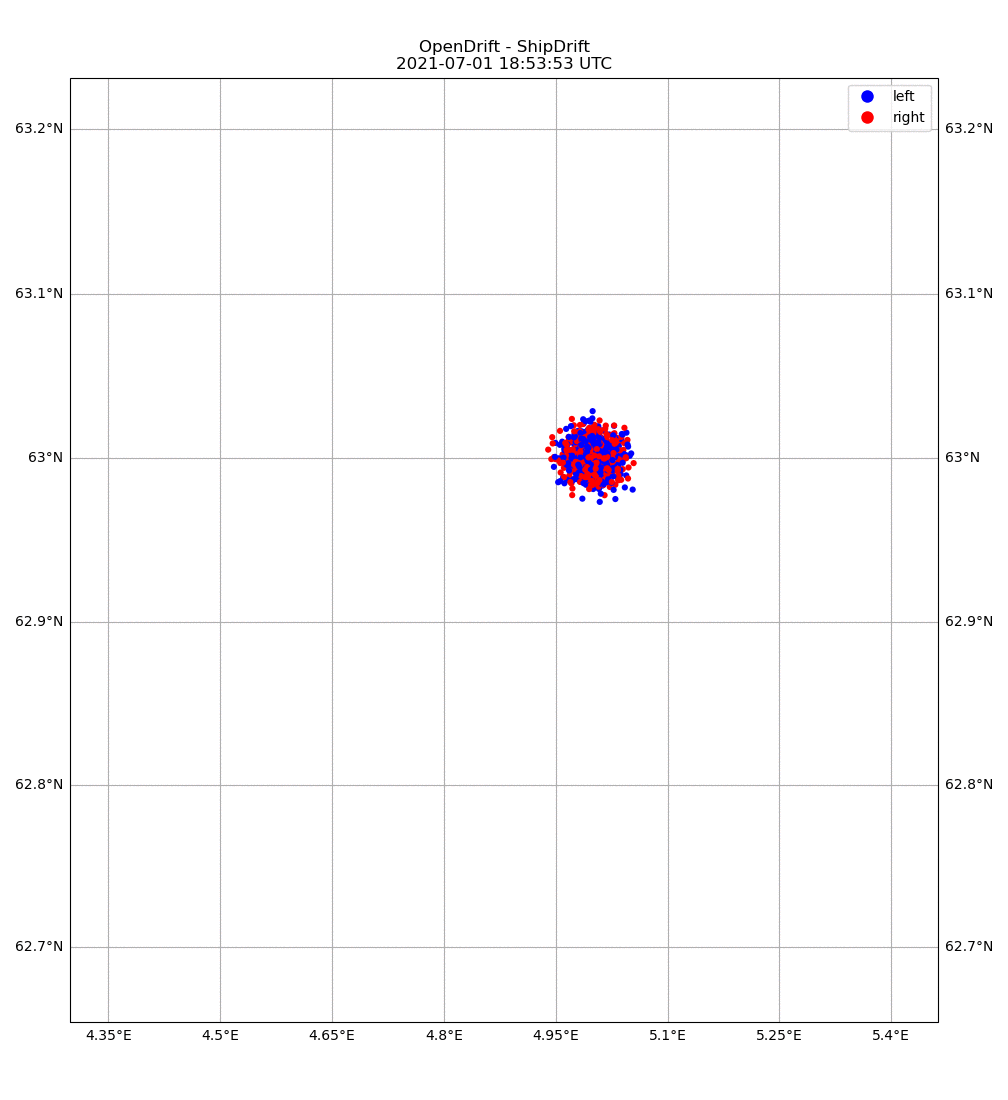 OpenDrift - ShipDrift
2021-07-01 18:53:53 UTC
left
right
63.2°N 63.2°N
63.1°N 63.1°N
63°N 63°N
62.9°N 62.9°N
62.8°N 62.8°N
62.7°N 62.7°N
4.35°E 4.5°E 4.65°E 4.8°E 4.95°E 5.1°E 5.25°E 5.4°E